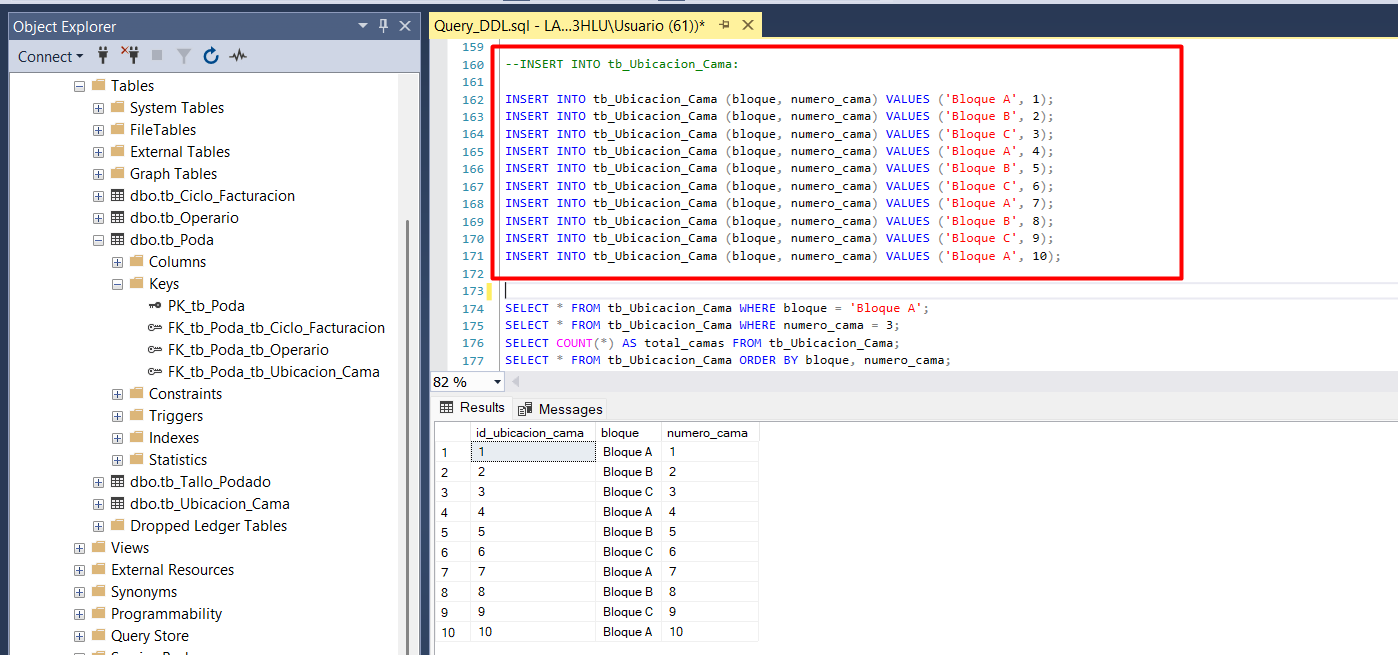 Object Explorer
Connect
Tables
System Tables
FileTables
External Tables
Graph Tables
dbo.tb_Ciclo_Facturacion
dbo.tb_Operario
dbo.tb_Poda
Columns
Keys
PK_tb_Poda
FK_tb_Poda_tb_Ciclo_Facturacion
FK_tb_Poda_tb_Operario
FK_tb_Poda_tb_Ubicacion_Cama
Constraints
Triggers
Indexes
Statistics
dbo.tb_Tallo_Podado
dbo.tb_Ubicacion_Cama
Dropped Ledger Tables
Views
External Resources
Synonyms
Programmability
Query Store
Query_DDL.sql - LA...3HLU\Usuario (61))*
159
160 --INSERT INTO tb_Ubicacion_Cama:
161
162 INSERT INTO tb_Ubicacion_Cama (bloque, numero_cama) VALUES ('Bloque A', 1);
163 INSERT INTO tb_Ubicacion_Cama (bloque, numero_cama) VALUES ('Bloque B', 2);
164 INSERT INTO tb_Ubicacion_Cama (bloque, numero_cama) VALUES ('Bloque C', 3);
165 INSERT INTO tb_Ubicacion_Cama (bloque, numero_cama) VALUES ('Bloque A', 4);
166 INSERT INTO tb_Ubicacion_Cama (bloque, numero_cama) VALUES ('Bloque B', 5);
167 INSERT INTO tb_Ubicacion_Cama (bloque, numero_cama) VALUES ('Bloque C', 6);
168 INSERT INTO tb_Ubicacion_Cama (bloque, numero_cama) VALUES ('Bloque A', 7);
169 INSERT INTO tb_Ubicacion_Cama (bloque, numero_cama) VALUES ('Bloque B', 8);
170 INSERT INTO tb_Ubicacion_Cama (bloque, numero_cama) VALUES ('Bloque C', 9);
171 INSERT INTO tb_Ubicacion_Cama (bloque, numero_cama) VALUES ('Bloque A', 10);
172
173
174 SELECT * FROM tb_Ubicacion_Cama WHERE bloque = 'Bloque A';
175 SELECT * FROM tb_Ubicacion_Cama WHERE numero_cama = 3;
176 SELECT COUNT(*) AS total_camas FROM tb_Ubicacion_Cama;
177 SELECT * FROM tb_Ubicacion_Cama ORDER BY bloque, numero_cama;
82 %
Results Messages
id_ubicacion_cama bloque numero_cama
1 1 Bloque A 1
2 2 Bloque B 2
3 3 Bloque C 3
4 4 Bloque A 4
5 5 Bloque B 5
6 6 Bloque C 6
7 7 Bloque A 7
8 8 Bloque B 8
9 9 Bloque C 9
10 10 Bloque A 10